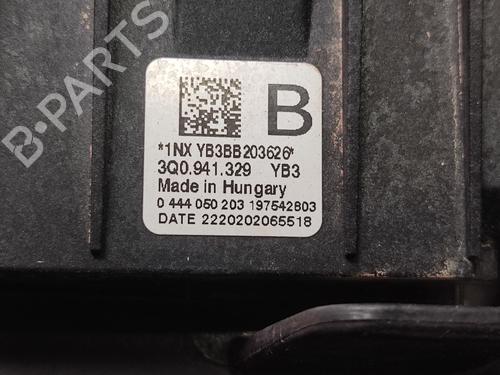 B-PARTS
B
*1NX YB3BB203626*
3Q0.941.329 YB3
Made in Hungary
0 444 050 203 197542803
DATE 2220202065518